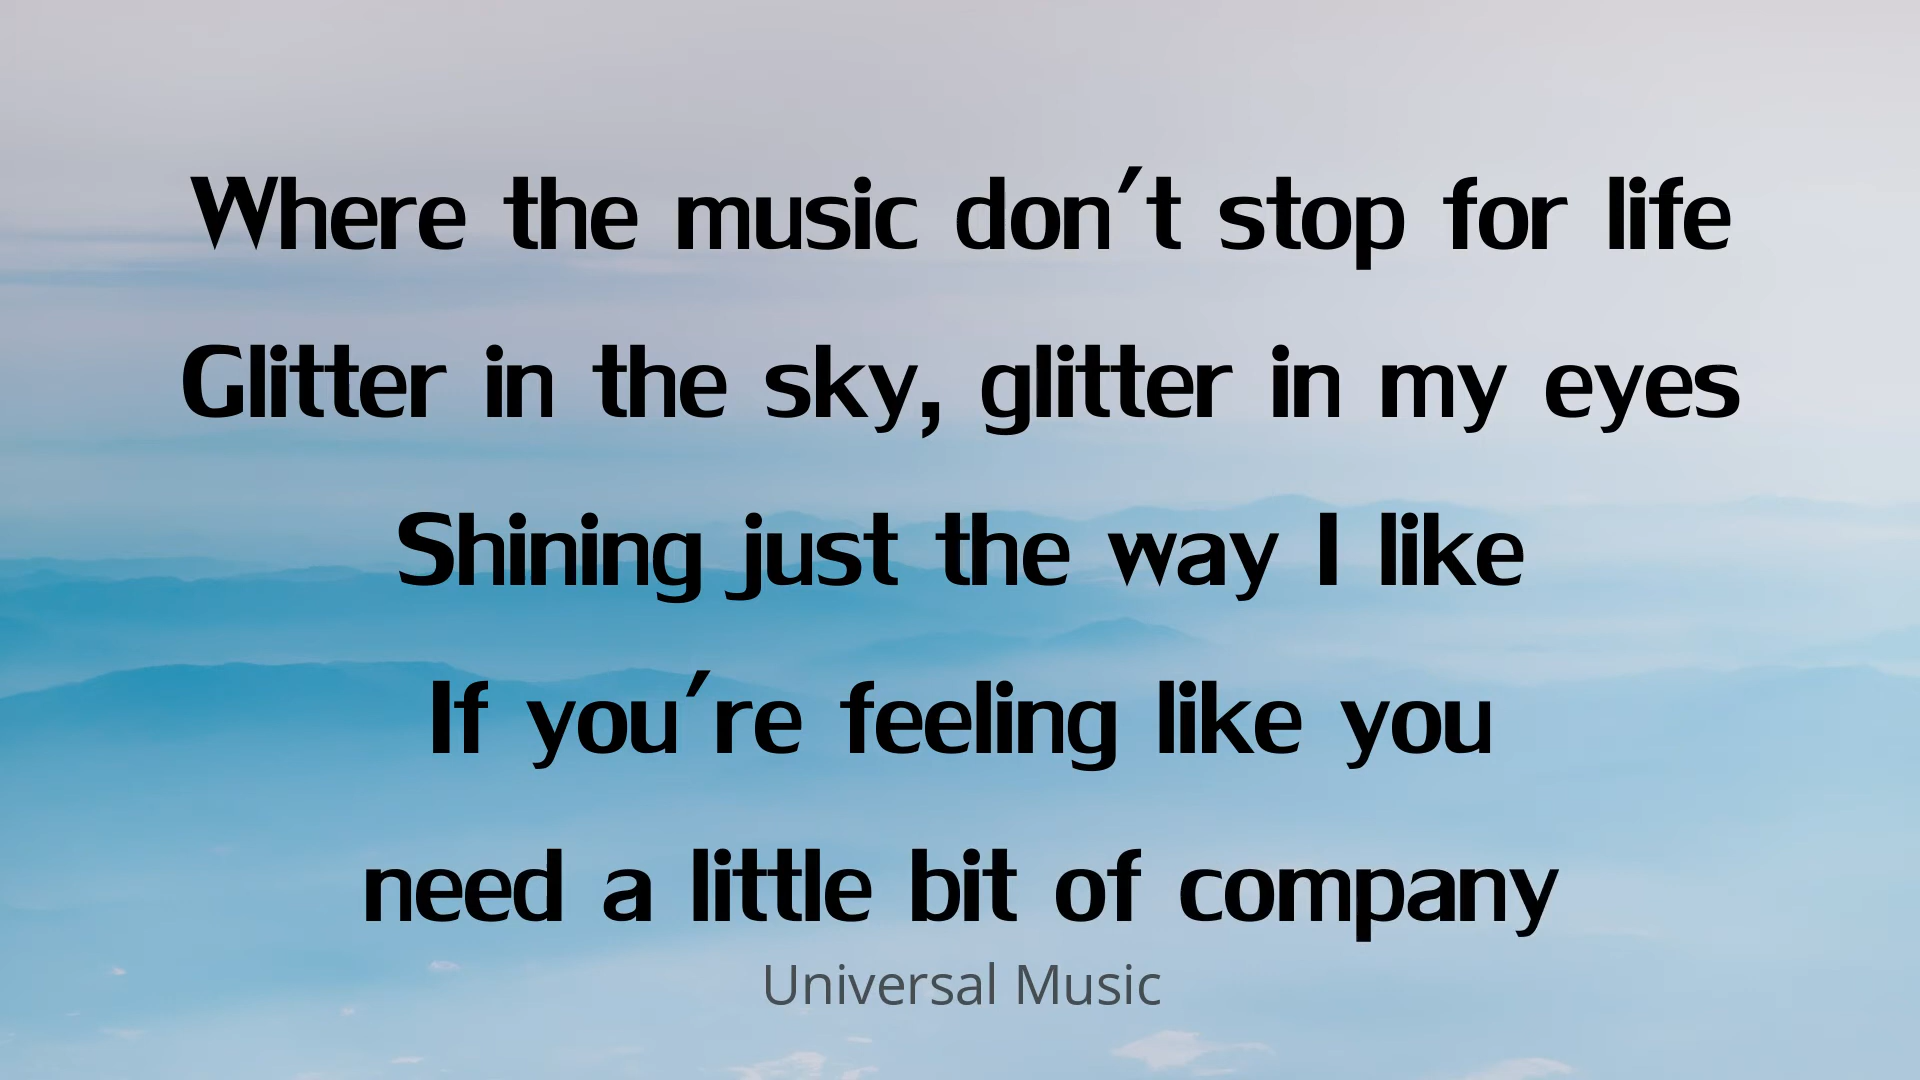 Where the music don't stop for life
Glitter in the sky, glitter in my eyes
Shining just the way I like
If you're feeling like you
need a little bit of company
Universal Music